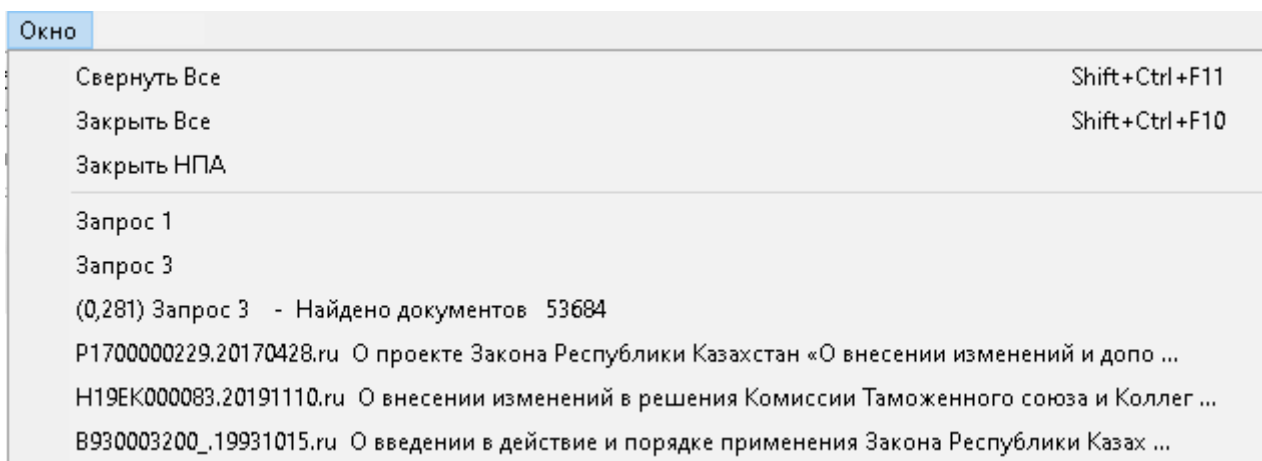 Окно
Свернуть Все Shift+Ctrl+F11
Закрыть Все Shift+Ctrl+F10
Закрыть НПА
Запрос 1
Запрос 3
(0,281) Запрос 3 - Найдено документов 53684
P1700000229.20170428.ru О проекте Закона Республики Казахстан «О внесении изменений и допо ...
H19EK000083.20191110.ru О внесении изменений в решения Комиссии Таможенного союза и Коллег ...
B930003200_.19931015.ru О введении в действие и порядке применения Закона Республики Казах ...